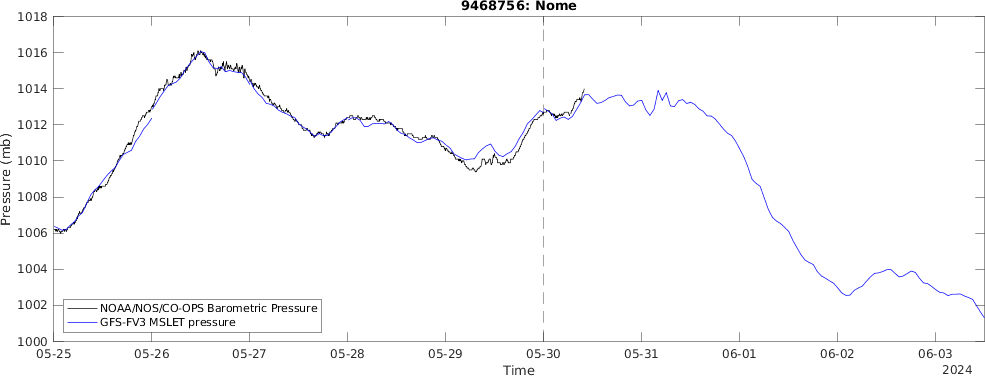 9468756: Nome
1018
1016
1014
1012
1010
1008
1006
1004
1002
1000
Pressure (mb)
NOAA/NOS/CO-OPS Barometric Pressure
GFS-FV3 MSLET pressure
05-25 05-26 05-27 05-28 05-29 05-30 05-31 06-01 06-02 06-03
Time
2024